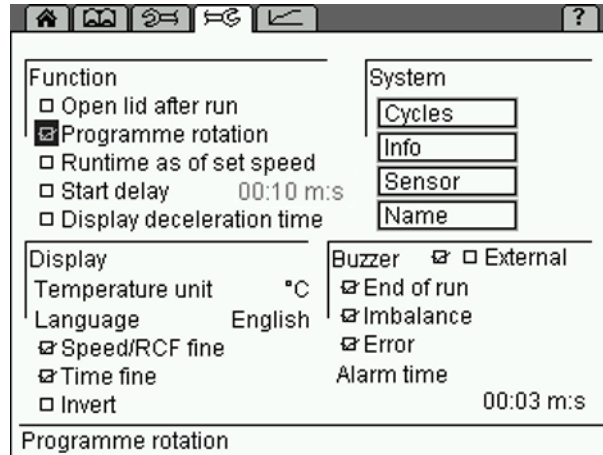 ?
Function
Open lid after run
Programme rotation
Runtime as of set speed
Start delay 00:10 m:s
Display deceleration time
System
Cycles
Info
Sensor
Name
Display
Temperature unit °C
Language English
Speed/RCF fine
Time fine
Invert
Buzzer External
End of run
Imbalance
Error
Alarm time
00:03 m:s
Programme rotation